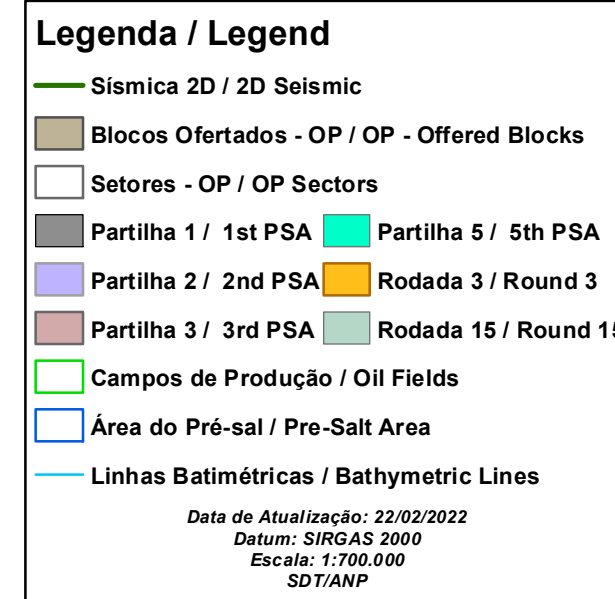 Legenda / Legend
Sísmica 2D / 2D Seismic
Blocos Ofertados - OP / OP - Offered Blocks
Setores - OP / OP Sectors
Partilha 1 /  1st PSA Partilha 5 /  5th PSA
Partilha 2 /  2nd PSA Rodada 3 / Round 3
Partilha 3 /  3rd PSA Rodada 15 / Round 15
Campos de Produção / Oil Fields
Área do Pré-sal / Pre-Salt Area
Linhas Batimétricas / Bathymetric Lines
Data de Atualização: 22/02/2022
Datum: SIRGAS 2000
Escala: 1:700.000
SDT/ANP